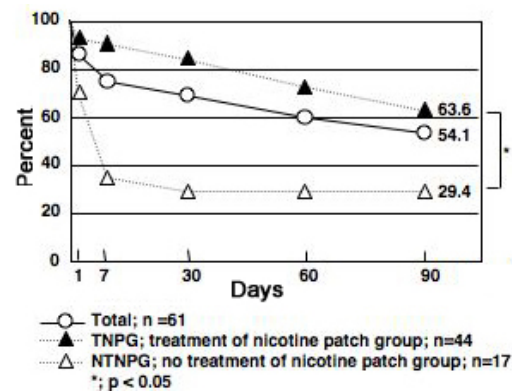 100
80
60
40
20
0
Percent
63.6
54.1
29.4
*
1 7 30 60 90
Days
Total; n =61
TNPG; treatment of nicotine patch group; n=44
NTNPG; no treatment of nicotine patch group; n=17
*; p < 0.05